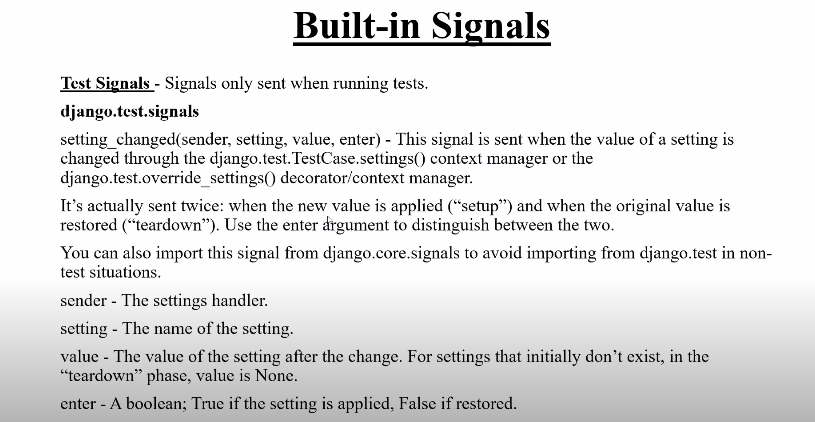 Built-in Signals
Test Signals - Signals only sent when running tests.
django.test.signals
setting_changed(sender, setting, value, enter) - This signal is sent when the value of a setting is
changed through the django.test.TestCase.settings() context manager or the
django.test.override_settings() decorator/context manager.
It’s actually sent twice: when the new value is applied (“setup”) and when the original value is
restored (“teardown”). Use the enter argument to distinguish between the two.
You can also import this signal from django.core.signals to avoid importing from django.test in non-
test situations.
sender - The settings handler.
setting - The name of the setting.
value - The value of the setting after the change. For settings that initially don’t exist, in the
“teardown” phase, value is None.
enter - A boolean; True if the setting is applied, False if restored.